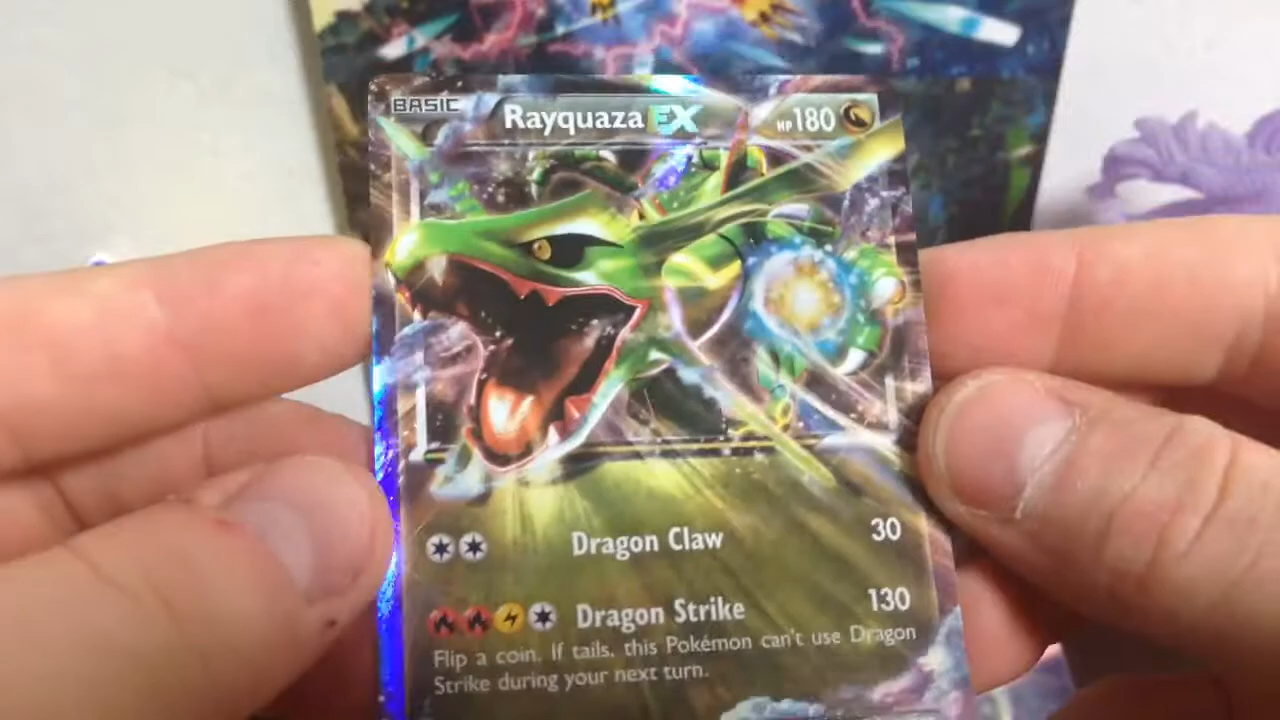 BASIC Rayquaza EX HP180
Dragon Claw 30
Dragon Strike 130
Flip a coin. If tails, this Pokémon can't use Dragon
Strike during your next turn.